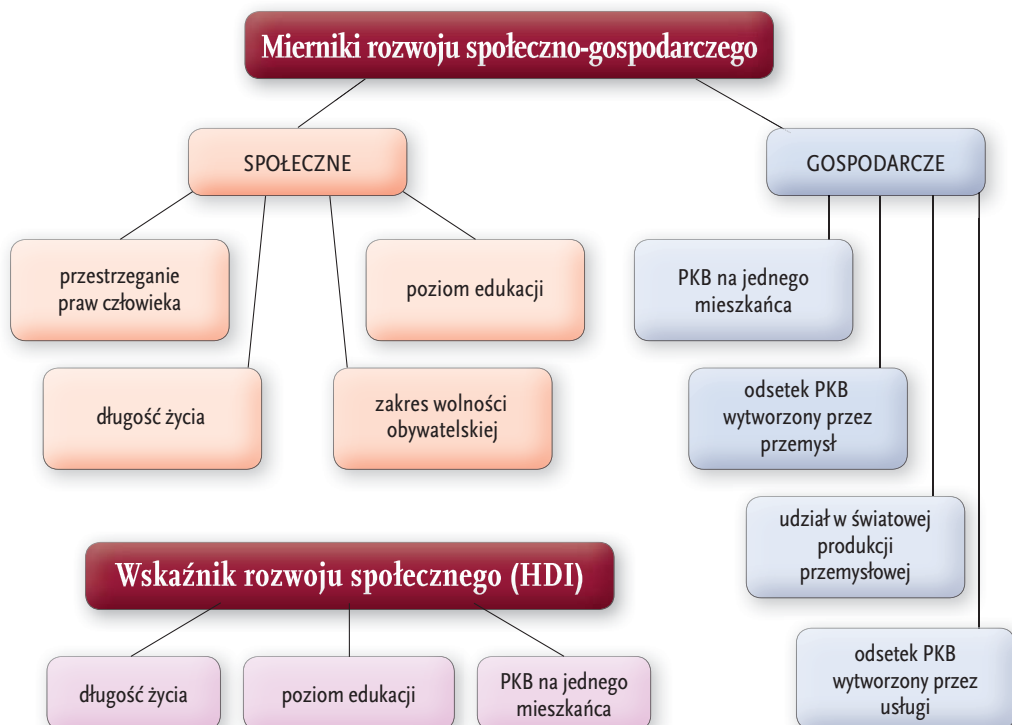 Mierniki rozwoju społeczno-gospodarczego
SPOŁECZNE
GOSPODARCZE
przestrzeganie
praw człowieka
poziom edukacji
PKB na jednego
mieszkańca
długość życia
zakres wolności
obywatelskiej
odsetek PKB
wytworzony przez
przemysł
udział w światowej
produkcji
przemysłowej
odsetek PKB
wytworzony przez
usługi
Wskaźnik rozwoju społecznego (HDI)
długość życia
poziom edukacji
PKB na jednego
mieszkańca